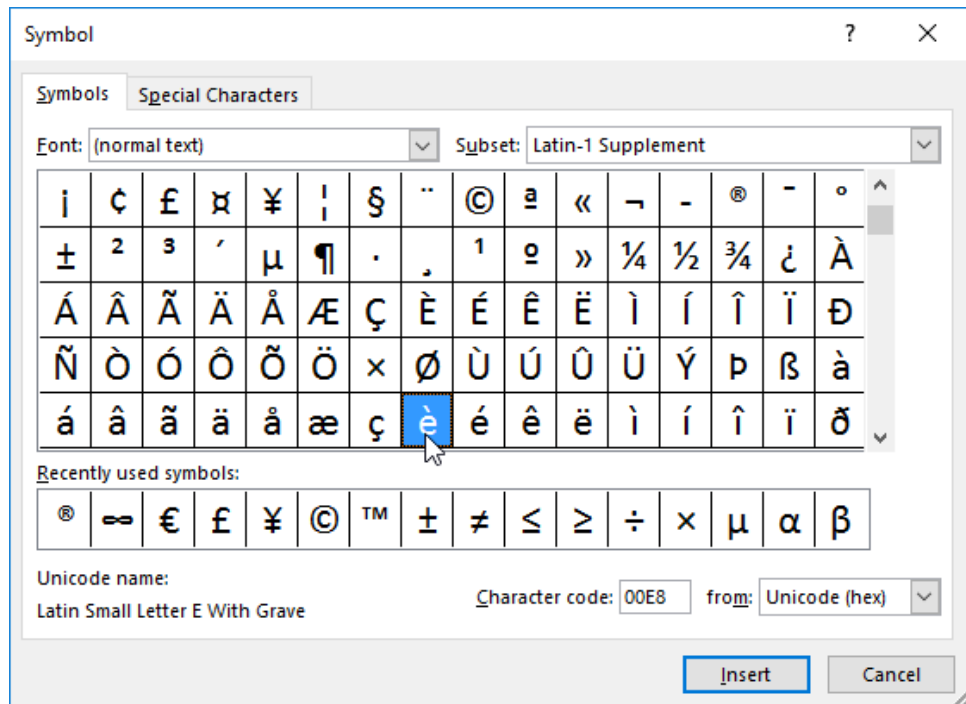 Symbol ?
Symbols Special Characters
Font: (normal text) Subset: Latin-1 Supplement
¡ ¢ £ ¤ ¥ ¦ § ¨ © ª « ¬ - ® ¯ °
± ² ³ ´ µ ¶ · ¸ ¹ º » ¼ ½ ¾ ¿ À
Á Â Ã Ä Å Æ Ç È É Ê Ë Ì Í Î Ï Ð
Ñ Ò Ó Ô Õ Ö × Ø Ù Ú Û Ü Ý Þ ß à
á â ã ä å æ ç è é ê ë ì í î ï ð
Recently used symbols:
® ∞ € £ ¥ © ™ ± ≠ ≤ ≥ ÷ × µ α β
Unicode name:
Latin Small Letter E With Grave
Character code: 00E8 from: Unicode (hex)
Insert Cancel